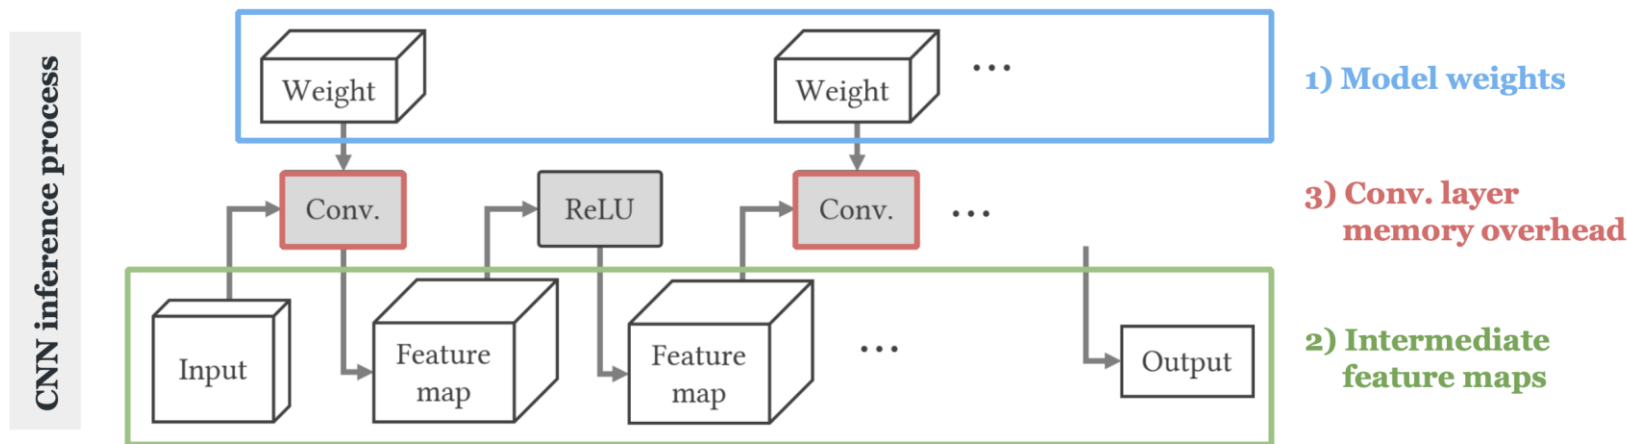 CNN inference process
Weight
Weight
...
1) Model weights
Conv.
ReLU
Conv.
...
3) Conv. layer
memory overhead
Input
Feature
map
Feature
map
...
Output
2) Intermediate
feature maps